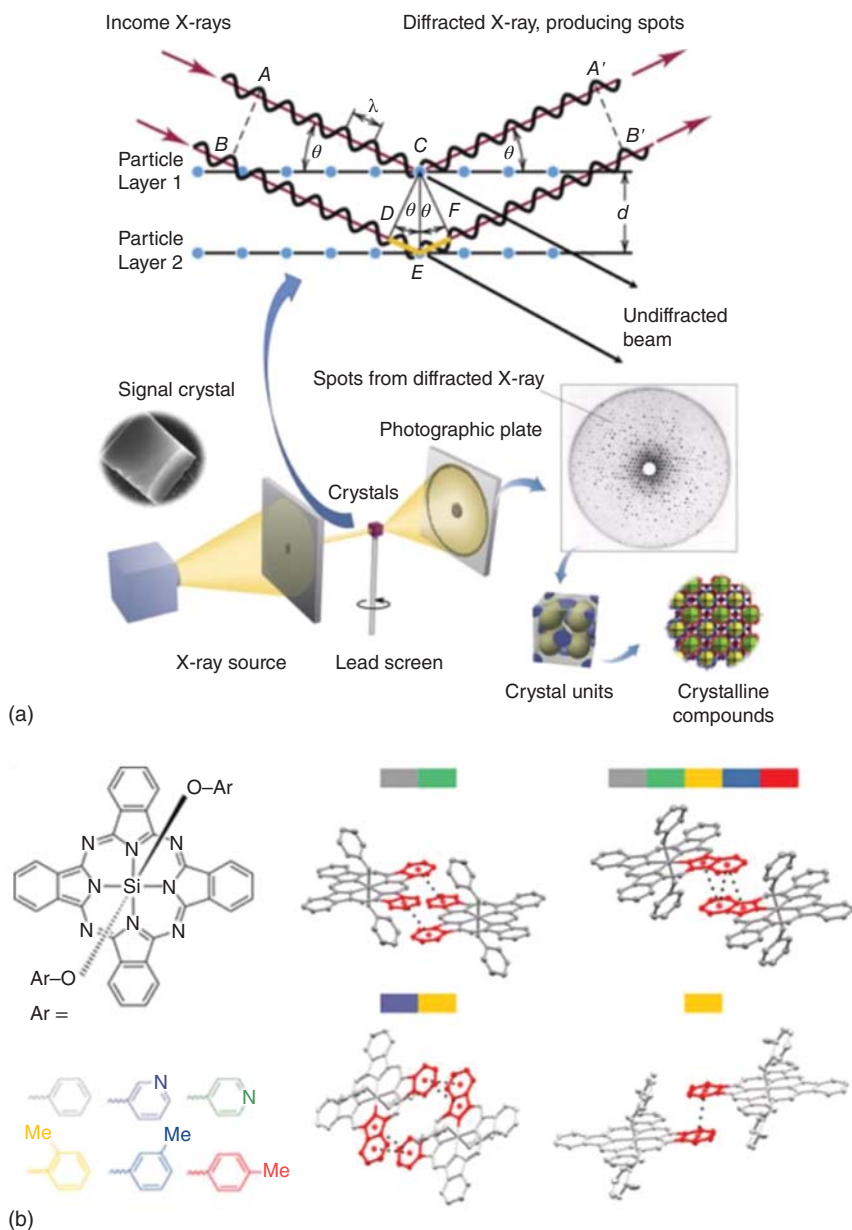 Income X-rays
Diffracted X-ray, producing spots
A
A'
λ
B
C
B'
θ
θ
Particle
Layer 1
D
θ
θ
F
d
Particle
Layer 2
E
Undiffracted
beam
Spots from diffracted X-ray
Signal crystal
Photographic plate
Crystals
X-ray source
Lead screen
Crystal units
Crystalline
compounds
(a)
O–Ar
N
N
N
N
Si
N
N
N
N
Ar–O
Ar =
N
N
Me
Me
Me
(b)